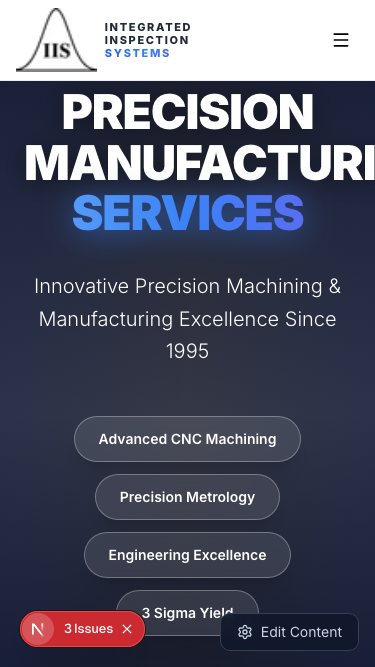 IIS
INTEGRATED
INSPECTION
SYSTEMS
PRECISION
MANUFACTURI
SERVICES
Innovative Precision Machining &
Manufacturing Excellence Since
1995
Advanced CNC Machining
Precision Metrology
Engineering Excellence
3 Sigma Yield
N
3 Issues
Edit Content